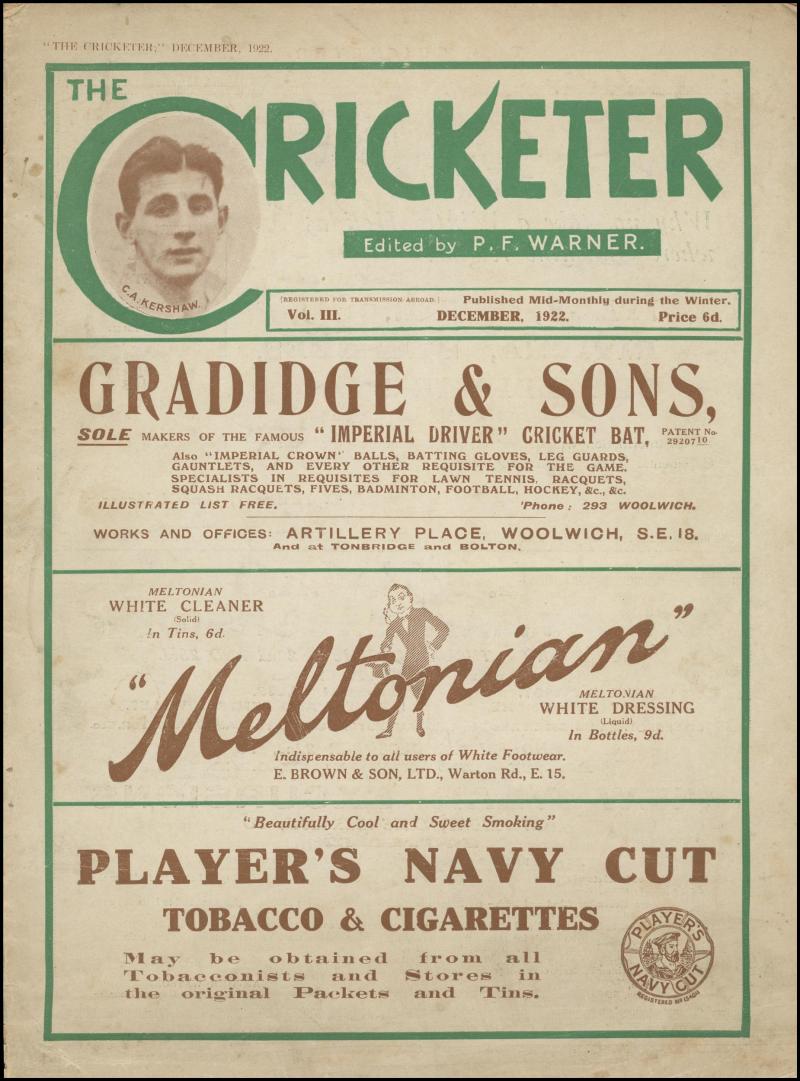 "THE CRICKETER," DECEMBER, 1922.
THE
CRICKETER
Edited by P. F. WARNER.
C.A. KERSHAW.
[REGISTERED FOR TRANSMISSION ABROAD.] Published Mid-Monthly during the Winter.
Vol. III. DECEMBER, 1922. Price 6d.
GRADIDGE & SONS,
SOLE MAKERS OF THE FAMOUS "IMPERIAL DRIVER" CRICKET BAT, PATENT No. 29207 10
Also "IMPERIAL CROWN" BALLS, BATTING GLOVES, LEG GUARDS,
GAUNTLETS, AND EVERY OTHER REQUISITE FOR THE GAME.
SPECIALISTS IN REQUISITES FOR LAWN TENNIS, RACQUETS,
SQUASH RACQUETS, FIVES, BADMINTON, FOOTBALL, HOCKEY, &c., &c.
ILLUSTRATED LIST FREE. 'Phone: 293 WOOLWICH.
WORKS AND OFFICES: ARTILLERY PLACE, WOOLWICH, S.E. 18.
And at TONBRIDGE and BOLTON.
MELTONIAN
WHITE CLEANER
(Solid)
In Tins, 6d.
"Meltonian"
MELTONIAN
WHITE DRESSING
(Liquid)
In Bottles, 9d.
Indispensable to all users of White Footwear.
E. BROWN & SON, LTD., Warton Rd., E. 15.
"Beautifully Cool and Sweet Smoking"
PLAYER'S NAVY CUT
TOBACCO & CIGARETTES
May be obtained from all
Tobacconists and Stores in
the original Packets and Tins.
PLAYER'S
NAVY CUT
REGISTERED No